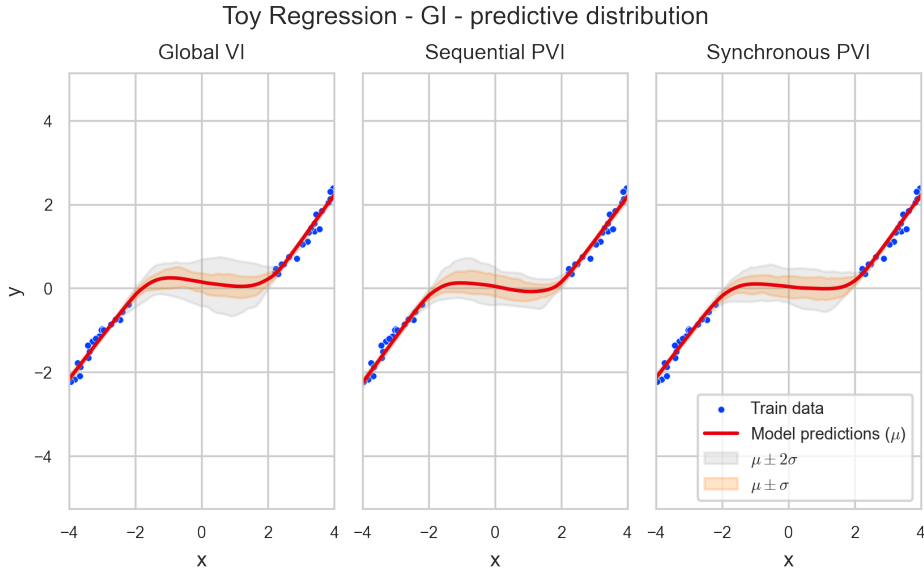 Toy Regression - GI - predictive distribution
Global VI
Sequential PVI
Synchronous PVI
4
2
0
−2
−4
y
−4 −2 0 2 4
−4 −2 0 2 4
−4 −2 0 2 4
x
x
x
Train data
Model predictions (μ)
μ ± 2σ
μ ± σ